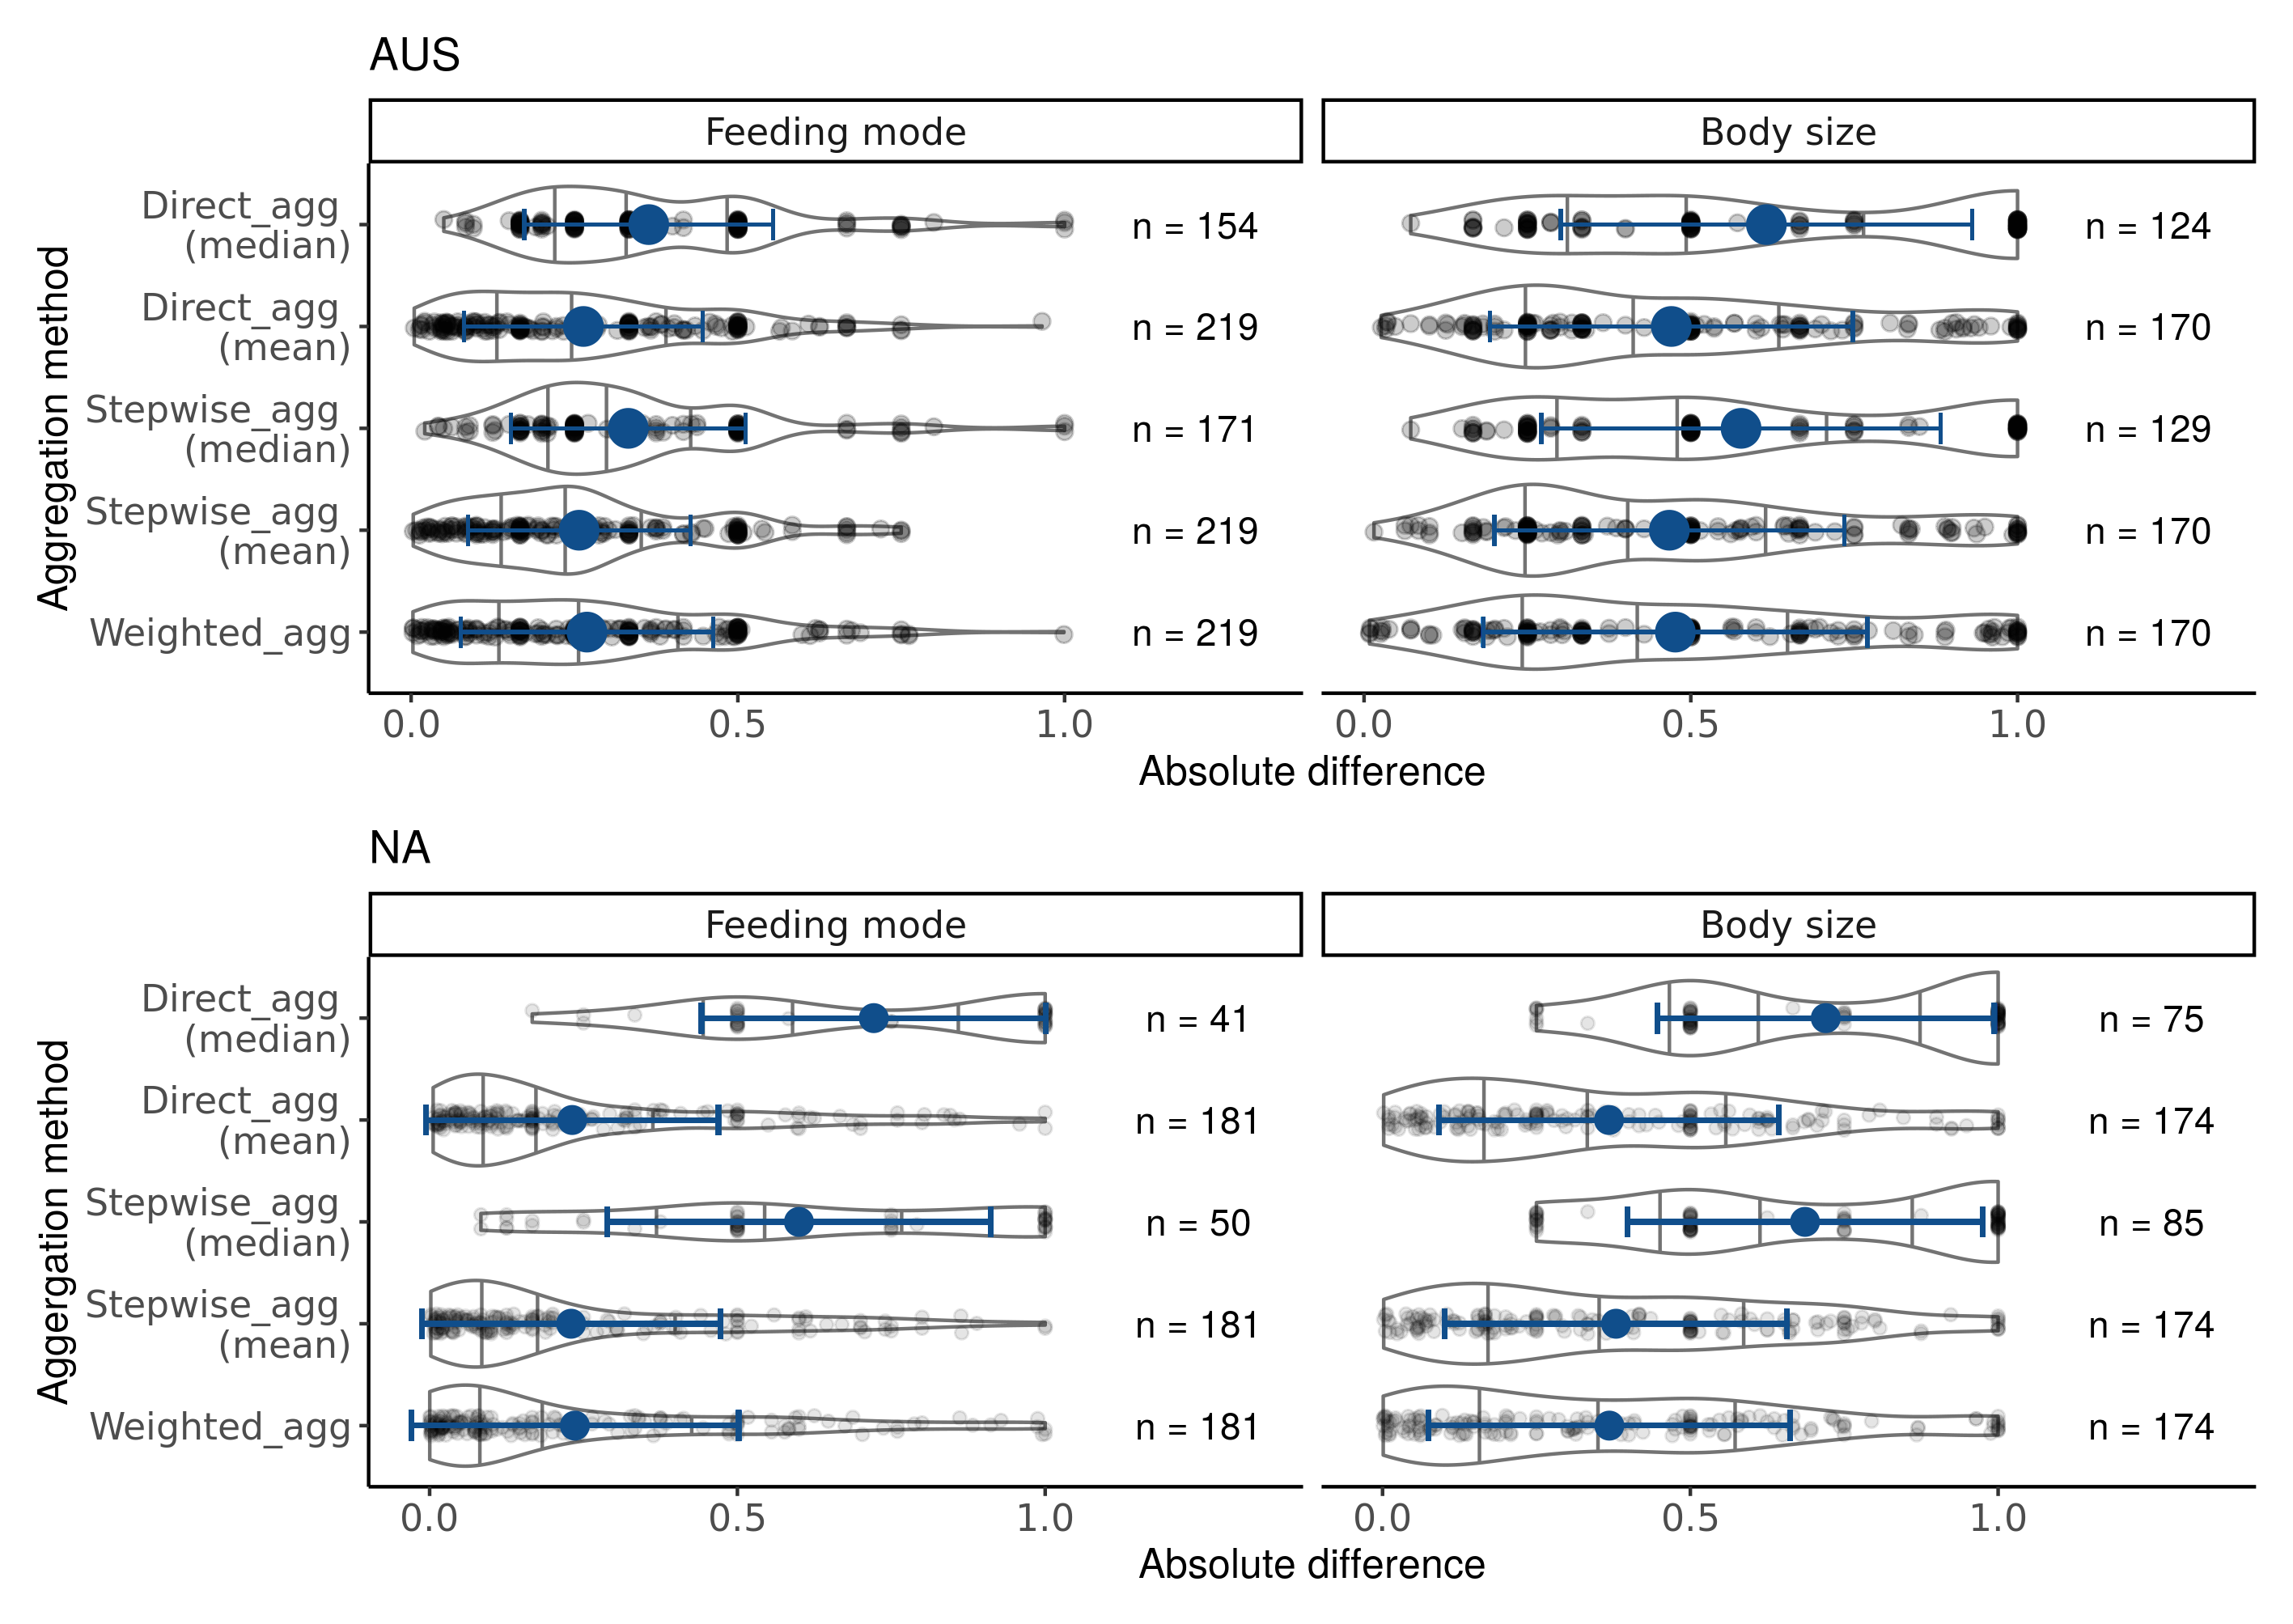 AUS
Feeding mode
Body size
Aggregation method
Direct_agg
(median)
n = 154
n = 124
Direct_agg
(mean)
n = 219
n = 170
Stepwise_agg
(median)
n = 171
n = 129
Stepwise_agg
(mean)
n = 219
n = 170
Weighted_agg
n = 219
n = 170
0.0 0.5 1.0
0.0 0.5 1.0
Absolute difference
NA
Feeding mode
Body size
Aggergation method
Direct_agg
(median)
n = 41
n = 75
Direct_agg
(mean)
n = 181
n = 174
Stepwise_agg
(median)
n = 50
n = 85
Stepwise_agg
(mean)
n = 181
n = 174
Weighted_agg
n = 181
n = 174
0.0 0.5 1.0
0.0 0.5 1.0
Absolute difference